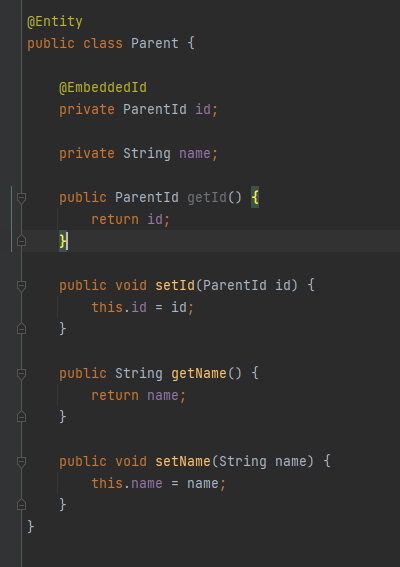 @Entity
public class Parent {
@EmbeddedId
private ParentId id;
private String name;
public ParentId getId() {
return id;
}
public void setId(ParentId id) {
this.id = id;
}
public String getName() {
return name;
}
public void setName(String name) {
this.name = name;
}
}